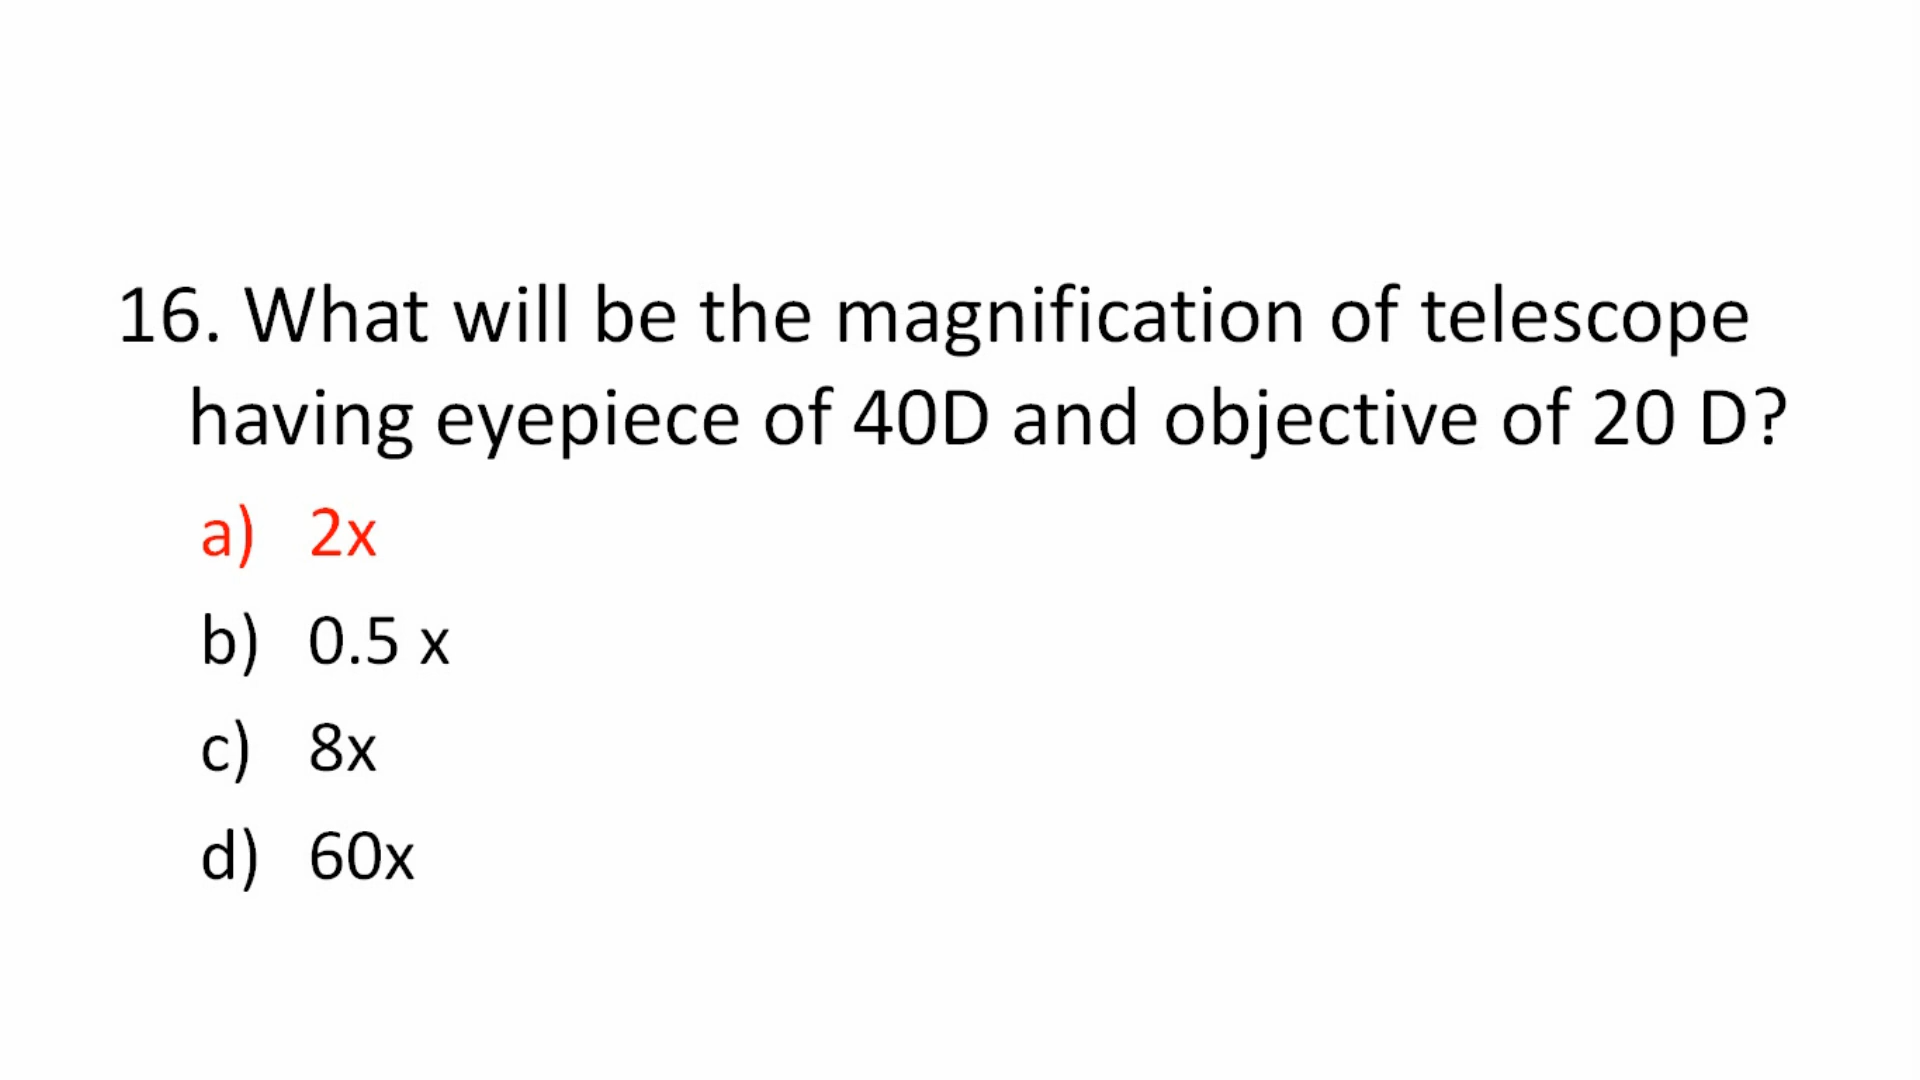 16. What will be the magnification of telescope
having eyepiece of 40D and objective of 20 D?
a) 2x
b) 0.5 x
c) 8x
d) 60x